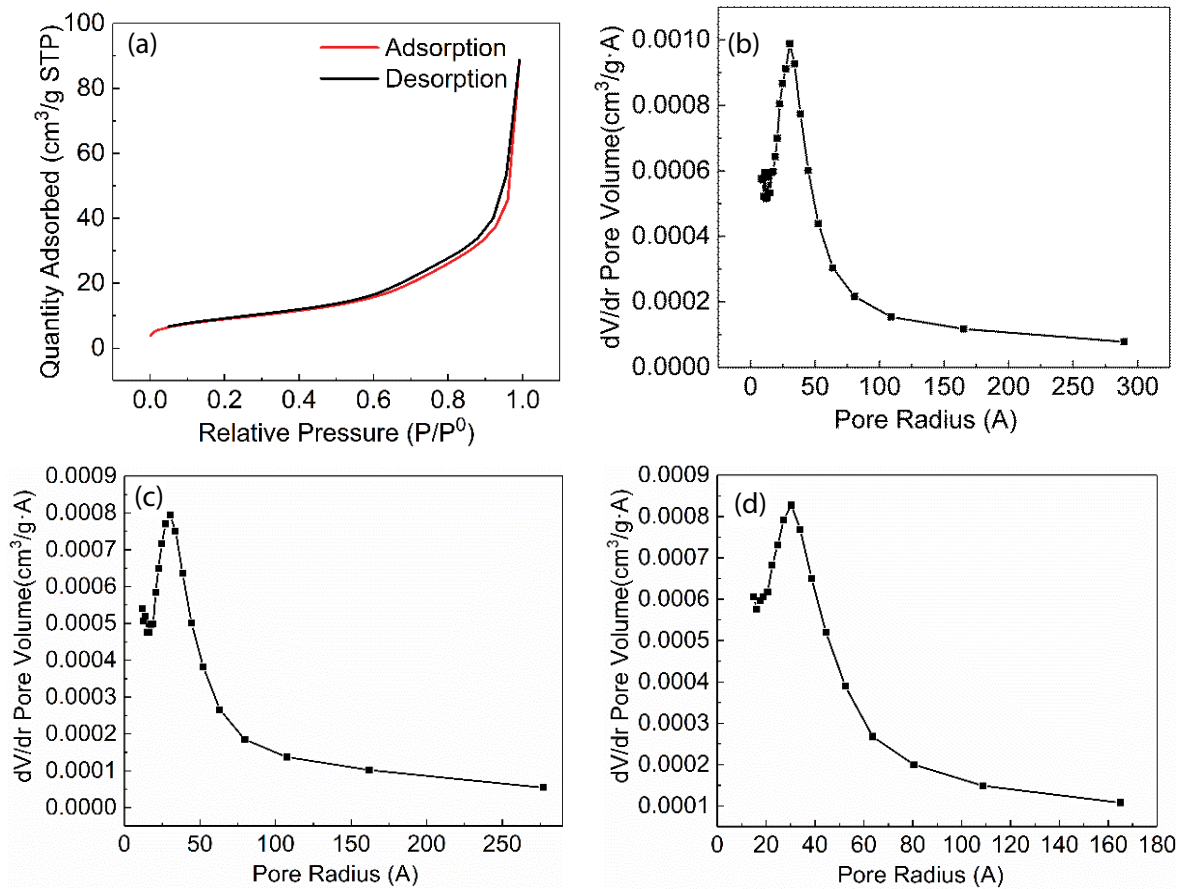 (a)
Adsorption
Desorption
Quantity Adsorbed (cm³/g STP)
100
80
60
40
20
0
0.0 0.2 0.4 0.6 0.8 1.0
Relative Pressure (P/P⁰)
(b)
dV/dr Pore Volume(cm³/g·A)
0.0010
0.0008
0.0006
0.0004
0.0002
0.0000
0 50 100 150 200 250 300
Pore Radius (A)
(c)
dV/dr Pore Volume(cm³/g·A)
0.0009
0.0008
0.0007
0.0006
0.0005
0.0004
0.0003
0.0002
0.0001
0.0000
0 50 100 150 200 250
Pore Radius (A)
(d)
dV/dr Pore Volume(cm³/g·A)
0.0009
0.0008
0.0007
0.0006
0.0005
0.0004
0.0003
0.0002
0.0001
0 20 40 60 80 100 120 140 160 180
Pore Radius (A)